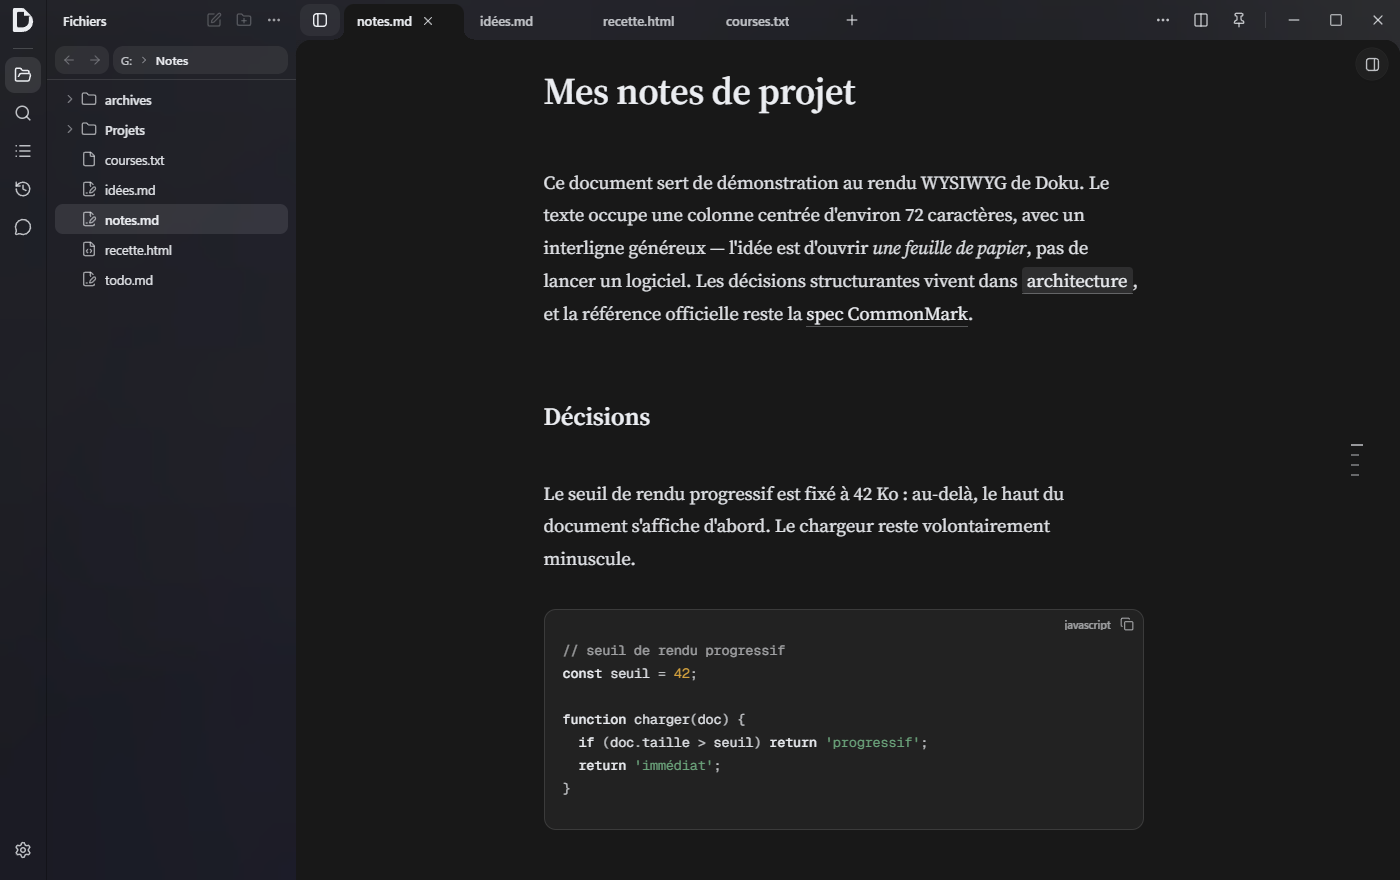 Fichiers
notes.md
idées.md
recette.html
courses.txt
G: > Notes
archives
Projets
courses.txt
idées.md
notes.md
recette.html
todo.md
Mes notes de projet
Ce document sert de démonstration au rendu WYSIWYG de Doku. Le
texte occupe une colonne centrée d'environ 72 caractères, avec un
interligne généreux — l'idée est d'ouvrir une feuille de papier, pas de
lancer un logiciel. Les décisions structurantes vivent dans architecture ,
et la référence officielle reste la spec CommonMark.
Décisions
Le seuil de rendu progressif est fixé à 42 Ko : au-delà, le haut du
document s'affiche d'abord. Le chargeur reste volontairement
minuscule.
javascript
// seuil de rendu progressif
const seuil = 42;
function charger(doc) {
  if (doc.taille > seuil) return 'progressif';
  return 'immédiat';
}